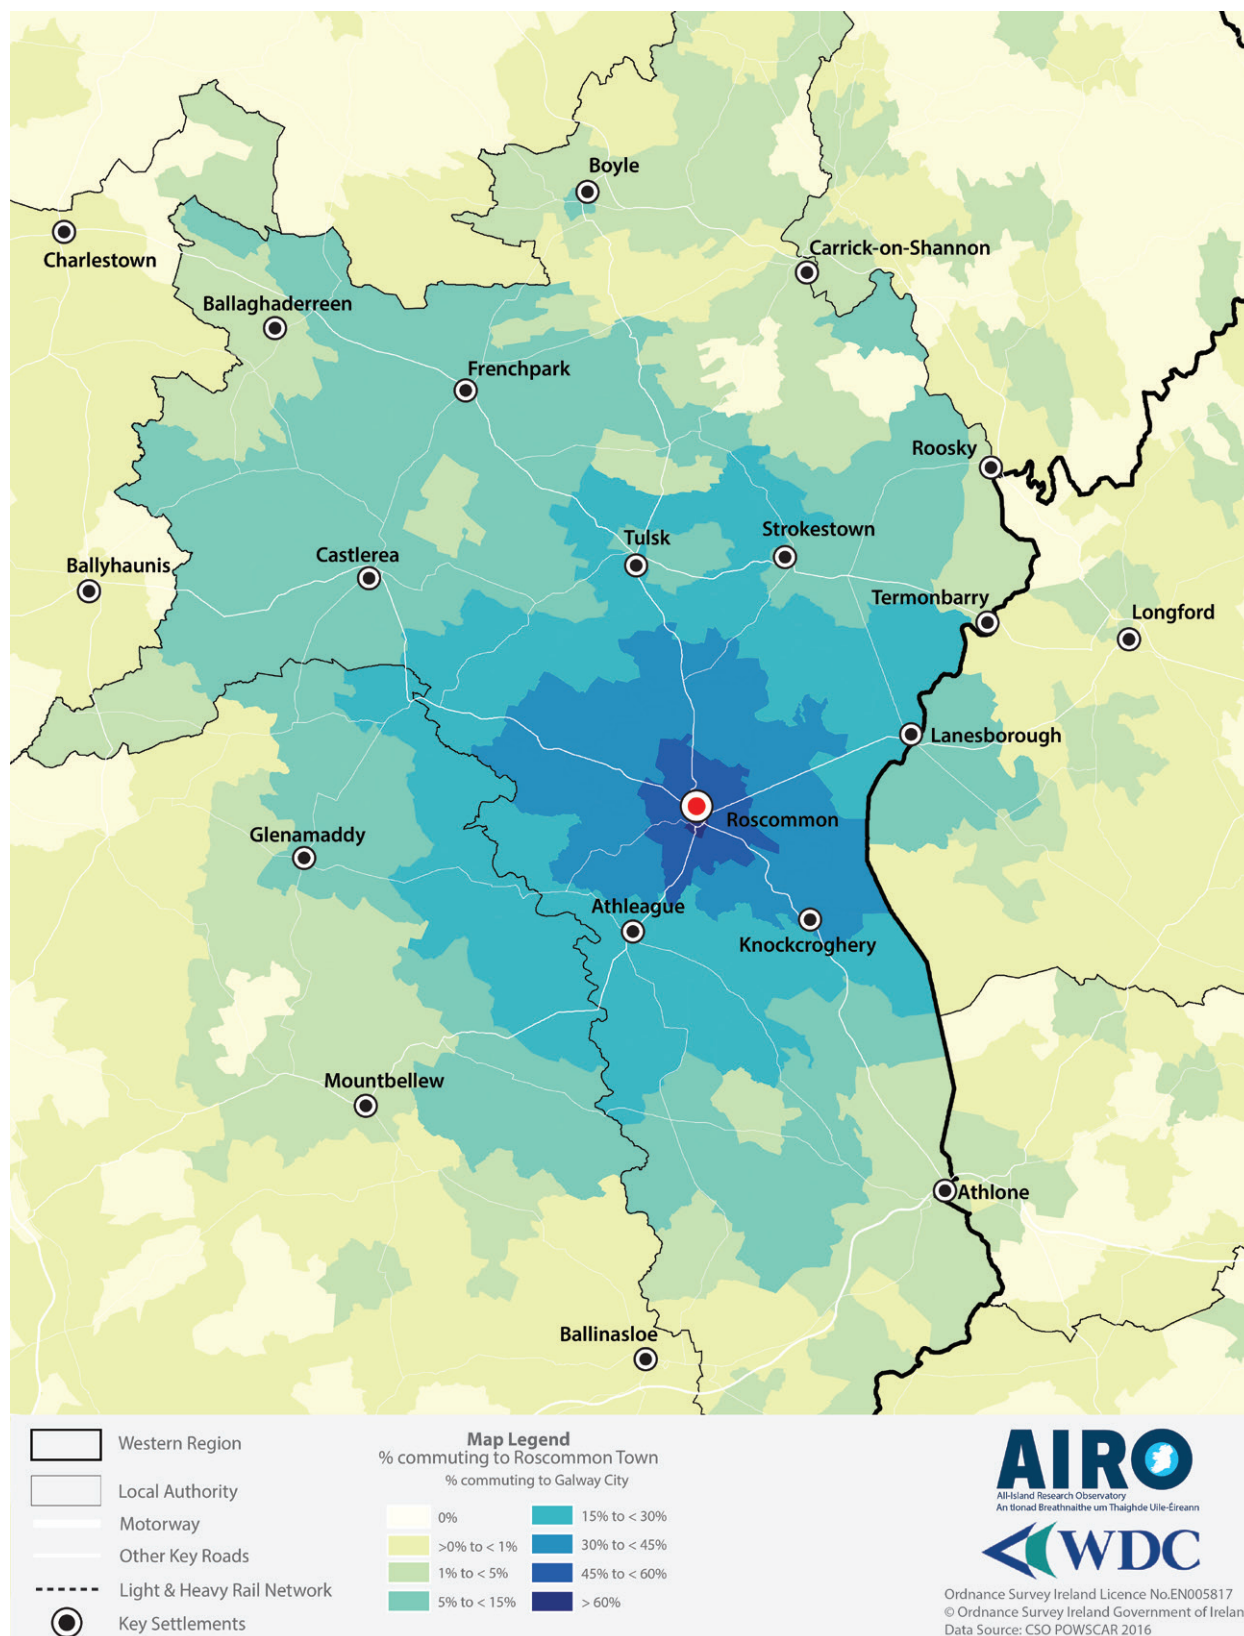 Boyle
Charlestown
Carrick-on-Shannon
Ballaghaderreen
Frenchpark
Roosky
Tulsk
Strokestown
Castlerea
Ballyhaunis
Termonbarry
Longford
Lanesborough
Roscommon
Glenamaddy
Athleague
Knockcroghery
Mountbellew
Athlone
Ballinasloe
Western Region
Local Authority
Motorway
Other Key Roads
Light & Heavy Rail Network
Key Settlements
Map Legend
% commuting to Roscommon Town
% commuting to Galway City
0%
>0% to < 1%
1% to < 5%
5% to < 15%
15% to < 30%
30% to < 45%
45% to < 60%
> 60%
AIRO
All-Island Research Observatory
An tIonad Breathnaithe um Thaighde Uile-Éireann
WDC
Ordnance Survey Ireland Licence No.EN005817
© Ordnance Survey Ireland Government of Irelan
Data Source: CSO POWSCAR 2016